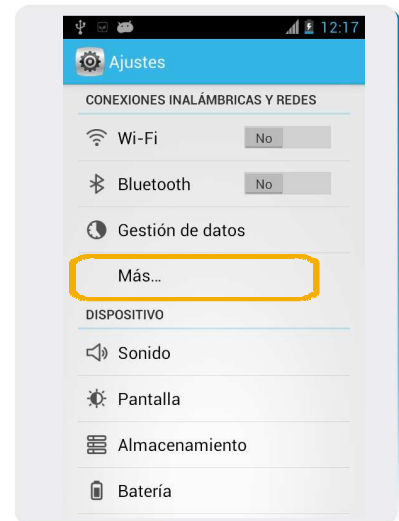 12:17
Ajustes
CONEXIONES INALÁMBRICAS Y REDES
Wi-Fi No
Bluetooth No
Gestión de datos
Más...
DISPOSITIVO
Sonido
Pantalla
Almacenamiento
Batería